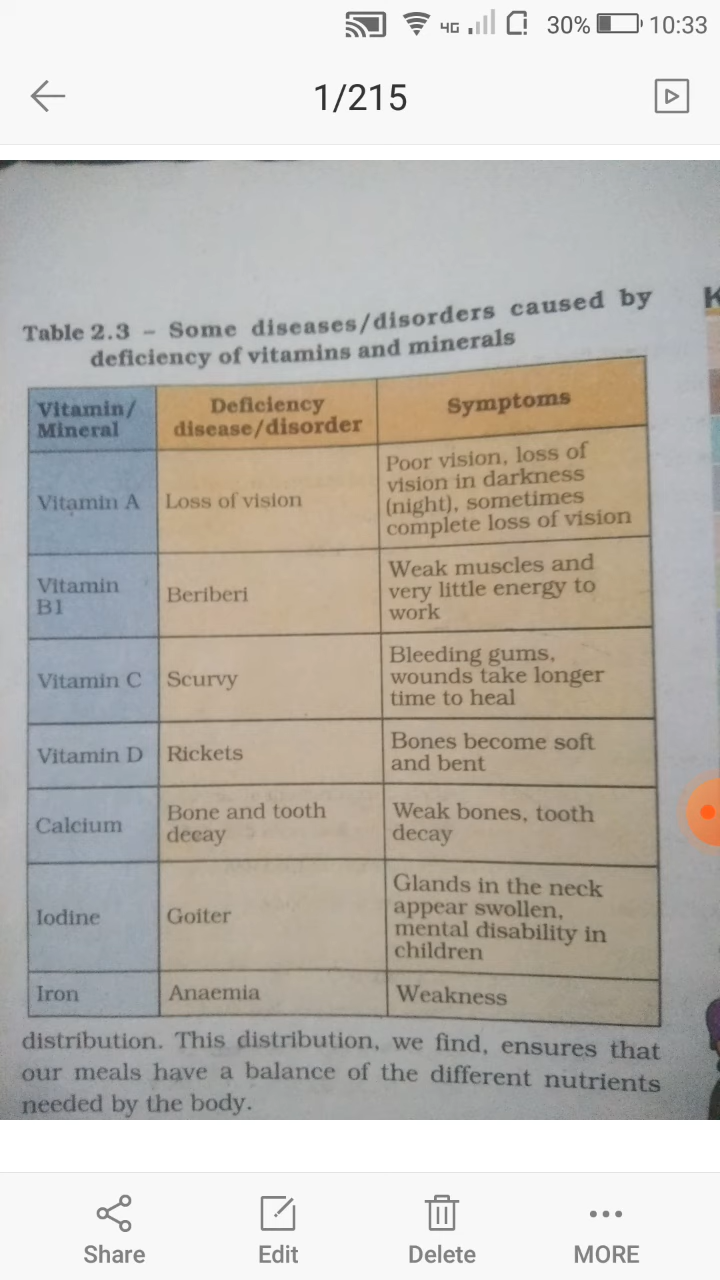 4G 30% 10:33
1/215
Table 2.3 – Some diseases/disorders caused by
deficiency of vitamins and minerals
Vitamin/
Mineral
Deficiency
disease/disorder
Symptoms
Vitamin A
Loss of vision
Poor vision, loss of
vision in darkness
(night), sometimes
complete loss of vision
Vitamin
B1
Beriberi
Weak muscles and
very little energy to
work
Vitamin C
Scurvy
Bleeding gums,
wounds take longer
time to heal
Vitamin D
Rickets
Bones become soft
and bent
Calcium
Bone and tooth
decay
Weak bones, tooth
decay
Iodine
Goiter
Glands in the neck
appear swollen,
mental disability in
children
Iron
Anaemia
Weakness
distribution. This distribution, we find, ensures that
our meals have a balance of the different nutrients
needed by the body.
K
Share
Edit
Delete
MORE